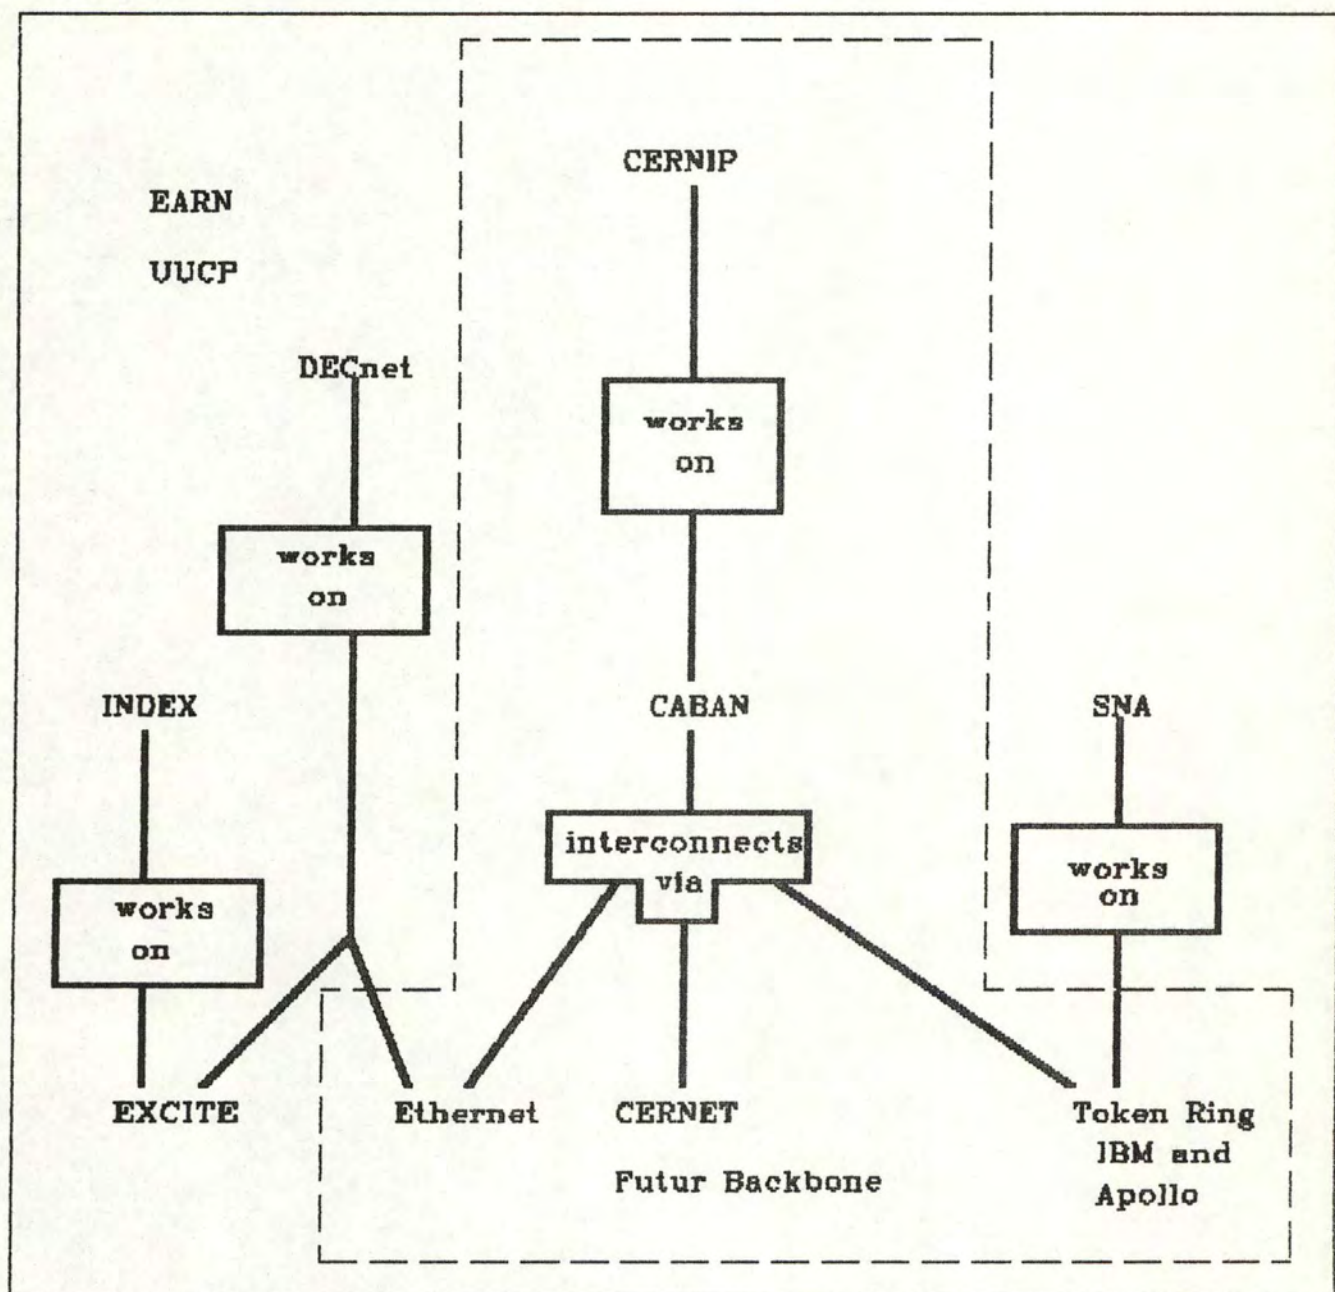 CERNIP
EARN
UUCP
DECnet
works
on
works
on
INDEX
CABAN
SNA
interconnects
via
works
on
works
on
EXCITE
Ethernet
CERNET
Token Ring
IBM and
Apollo
Futur Backbone